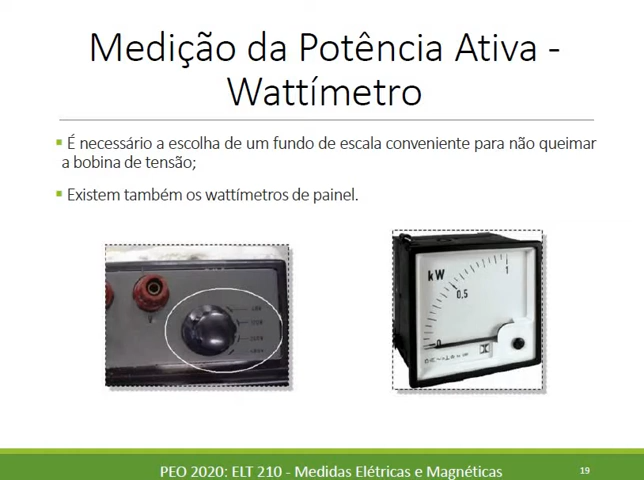 Medição da Potência Ativa -
Wattímetro
▪ É necessário a escolha de um fundo de escala conveniente para não queimar
a bobina de tensão;
▪ Existem também os wattímetros de painel.
kW
0,5
1
0
PEO 2020: ELT 210 - Medidas Elétricas e Magnéticas
19